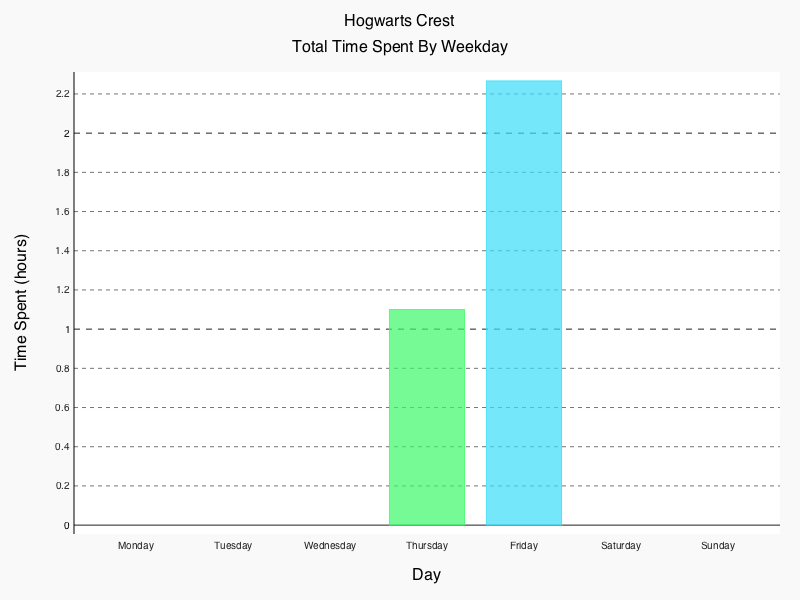 Hogwarts Crest
Total Time Spent By Weekday
Time Spent (hours)
2.2
2
1.8
1.6
1.4
1.2
1
0.8
0.6
0.4
0.2
0
Monday Tuesday Wednesday Thursday Friday Saturday Sunday
Day